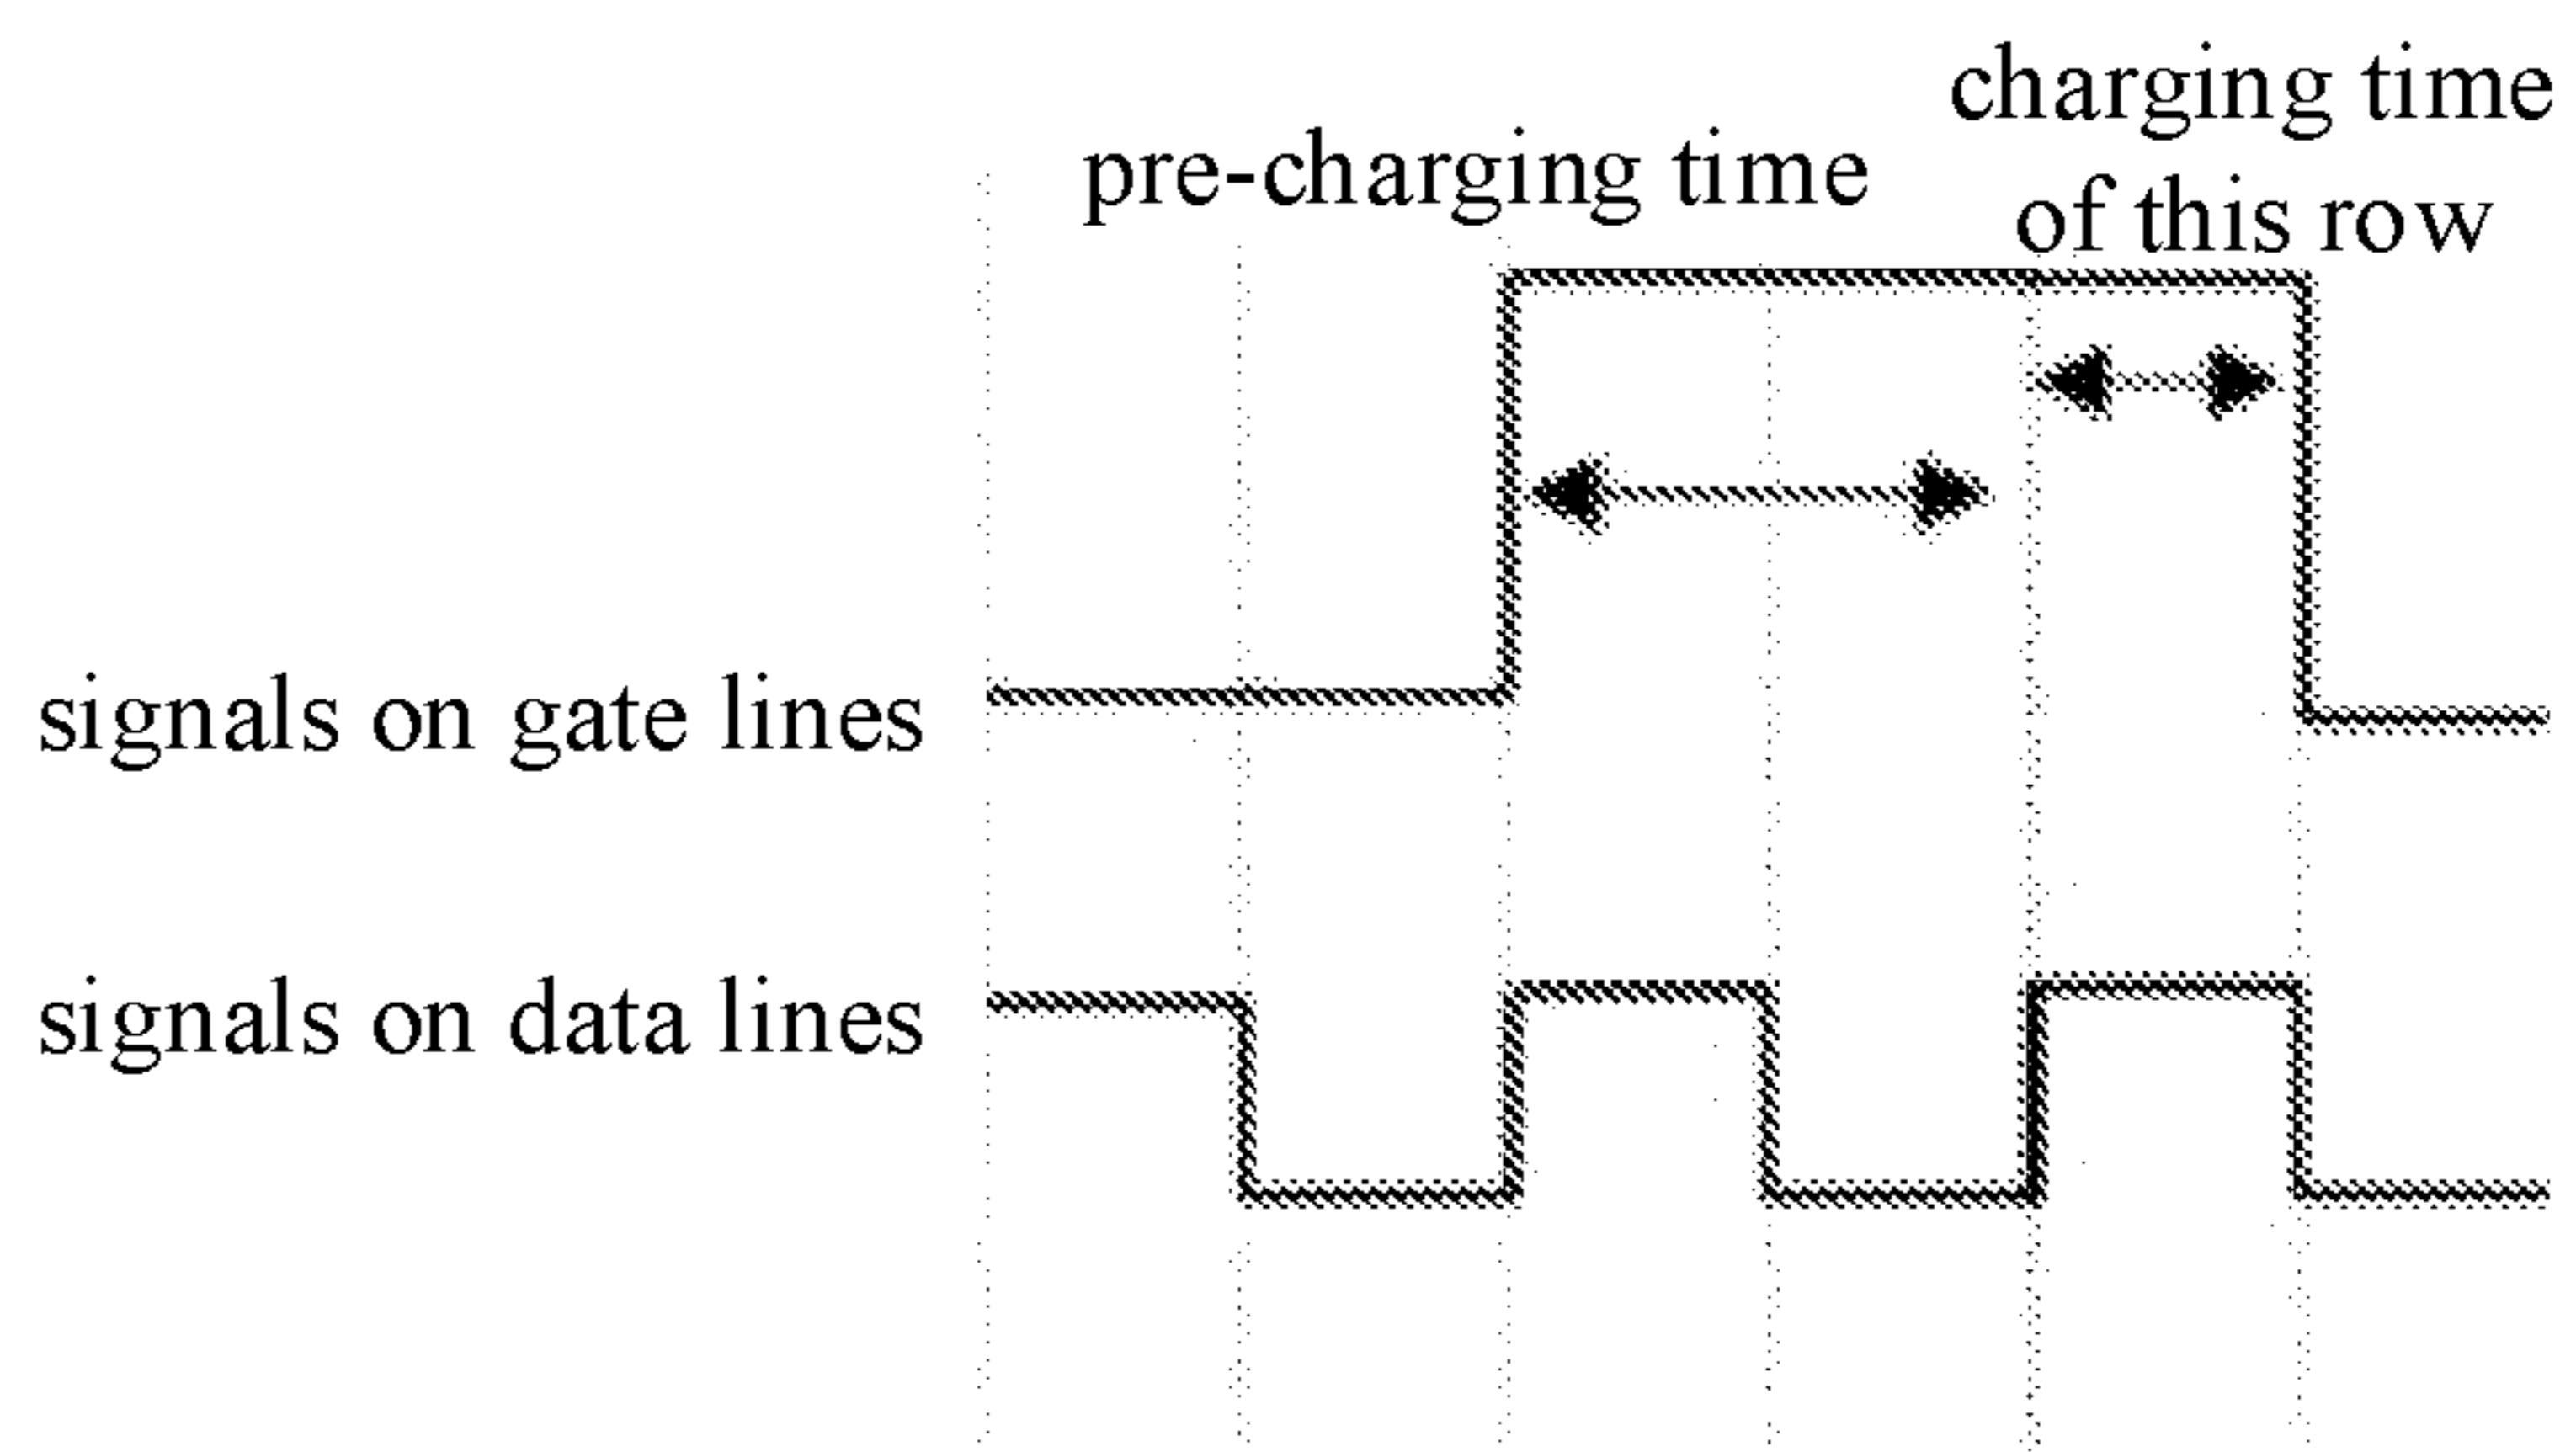 charging time
of this row
pre-charging time
signals on gate lines
signals on data lines